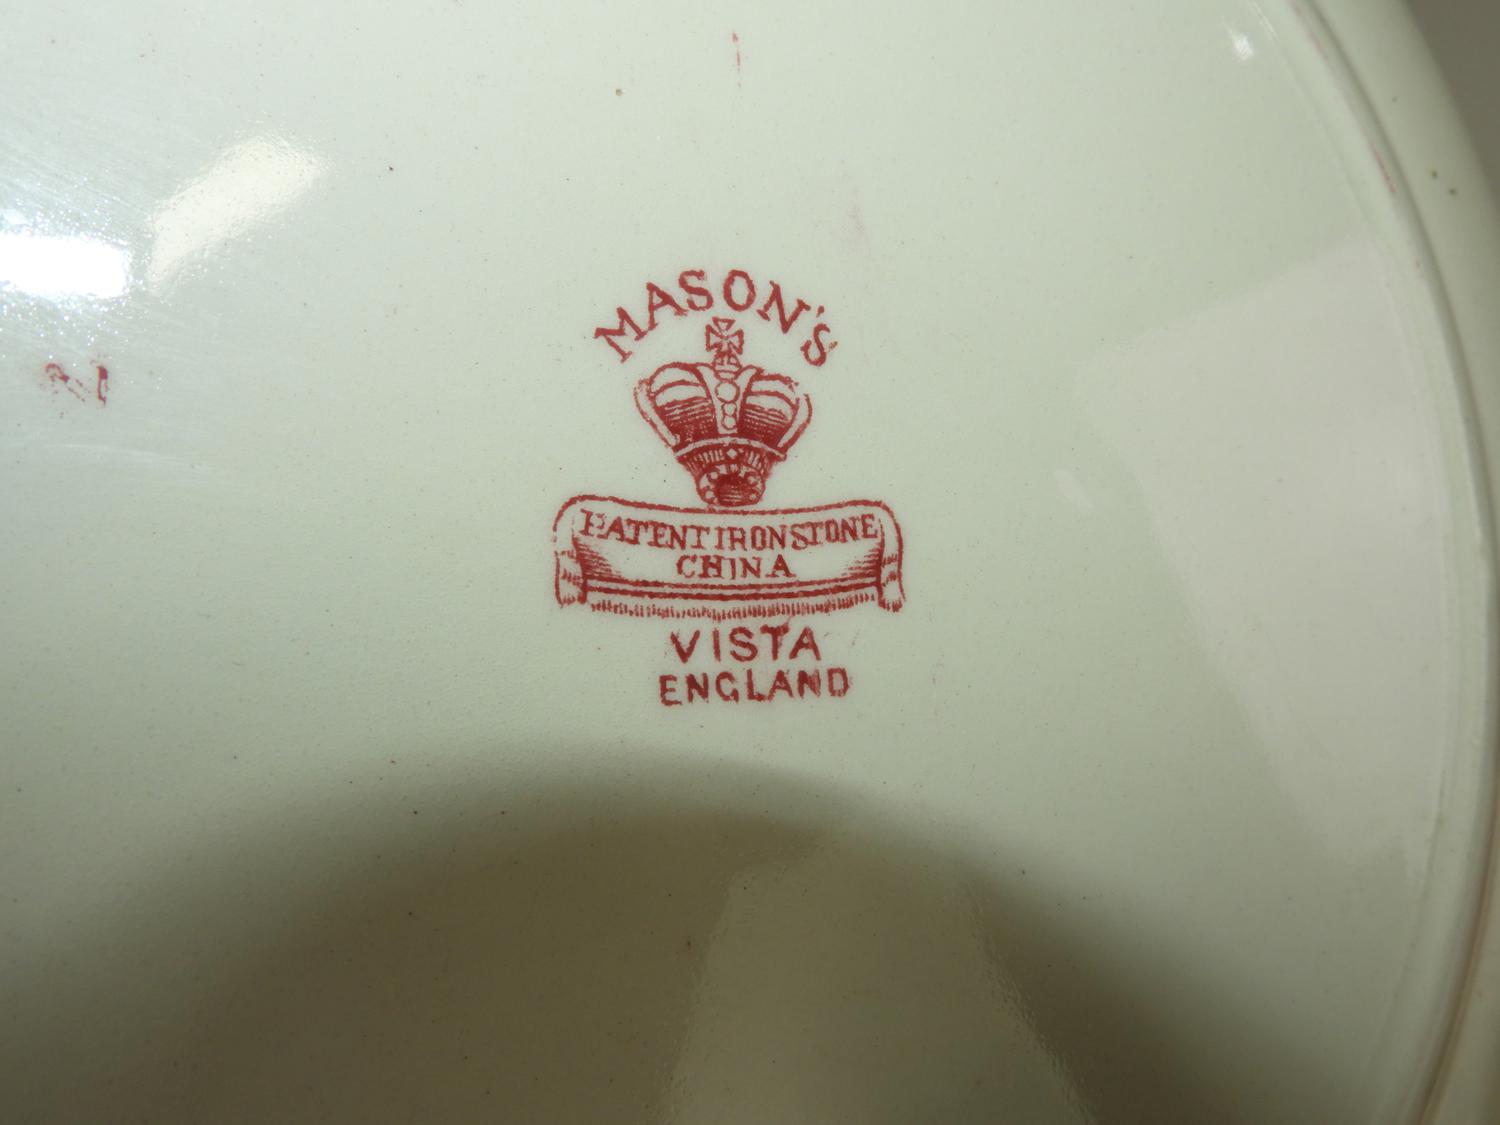 MASON'S
PATENT IRONSTONE
CHINA
VISTA
ENGLAND
N